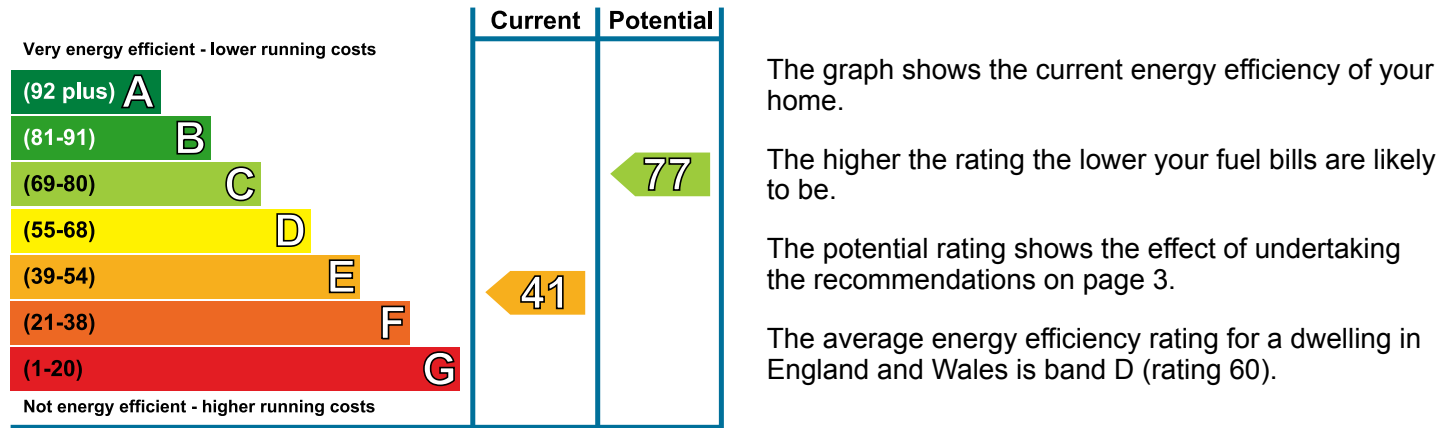 Current Potential
Very energy efficient - lower running costs
(92 plus) A
(81-91) B
(69-80) C
77
(55-68) D
(39-54) E
41
(21-38) F
(1-20) G
Not energy efficient - higher running costs
The graph shows the current energy efficiency of your
home.
The higher the rating the lower your fuel bills are likely
to be.
The potential rating shows the effect of undertaking
the recommendations on page 3.
The average energy efficiency rating for a dwelling in
England and Wales is band D (rating 60).